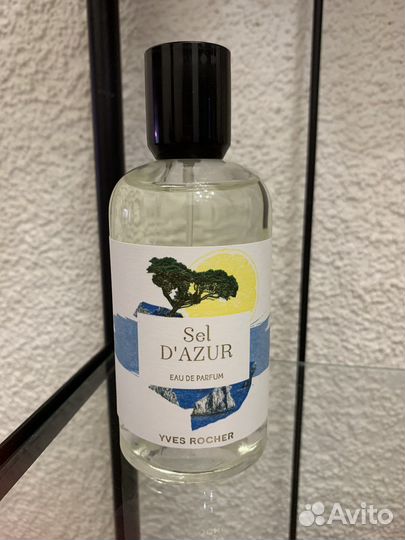 Sel
D'AZUR
EAU DE PARFUM
YVES ROCHER
Avito